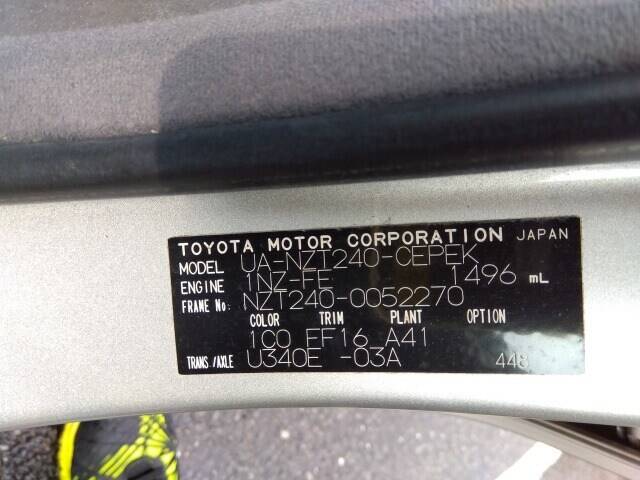 TOYOTA MOTOR CORPORATION JAPAN
MODEL UA-NZT240-CEPEK
ENGINE 1NZ-FE 1496 mL
FRAME No. NZT240-0052270
COLOR TRIM PLANT OPTION
1C0 EF16 A41
TRANS./AXLE U340E -03A 448